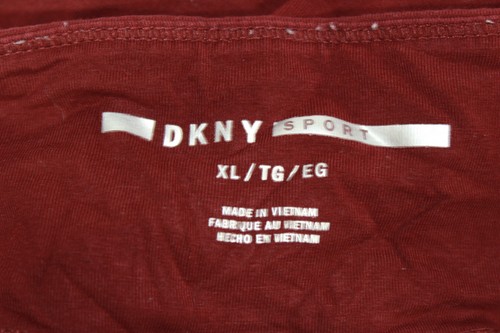 DKNY SPORT
XL/TG/EG
MADE IN VIETNAM
FABRIQUE AU VIETNAM
HECHO EN VIETNAM